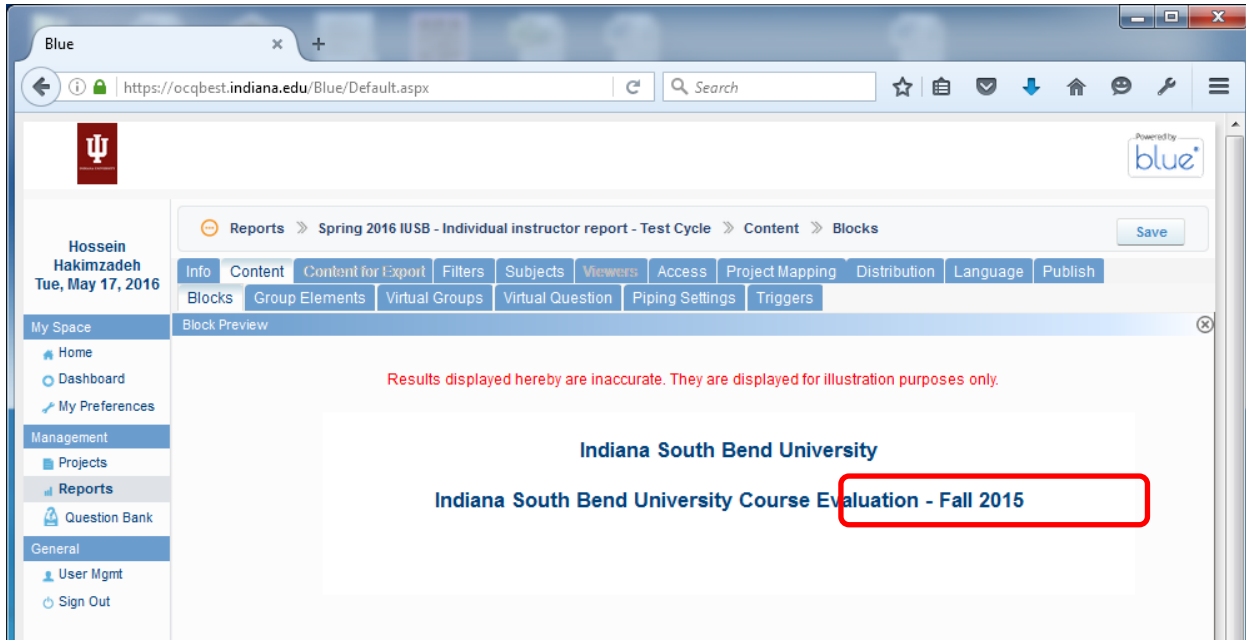 Blue
https://ocqbest.indiana.edu/Blue/Default.aspx
Search
Ψ
Powered by
blue
Hossein
Hakimzadeh
Tue, May 17, 2016
Reports » Spring 2016 IUSB - Individual instructor report - Test Cycle » Content » Blocks
Save
Info Content Content for Export Filters Subjects Viewers Access Project Mapping Distribution Language Publish
Blocks Group Elements Virtual Groups Virtual Question Piping Settings Triggers
Block Preview
My Space
Home
Dashboard
My Preferences
Management
Projects
Reports
Question Bank
General
User Mgmt
Sign Out
Results displayed hereby are inaccurate. They are displayed for illustration purposes only.
Indiana South Bend University
Indiana South Bend University Course Evaluation - Fall 2015